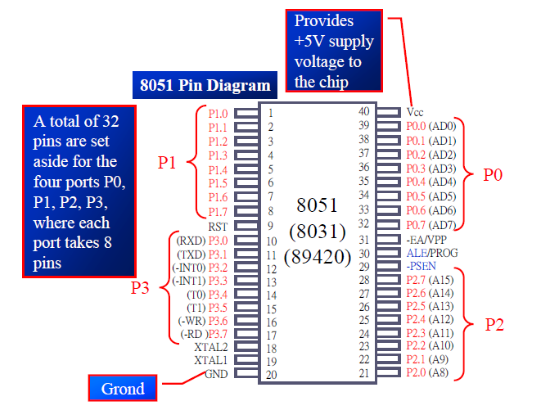 Provides
+5V supply
voltage to
the chip
8051 Pin Diagram
A total of 32
pins are set
aside for the
four ports P0,
P1, P2, P3,
where each
port takes 8
pins
P1
P3
P1.0 1
P1.1 2
P1.2 3
P1.3 4
P1.4 5
P1.5 6
P1.6 7
P1.7 8
RST 9
(RXD) P3.0 10
(TXD) P3.1 11
(-INT0) P3.2 12
(-INT1) P3.3 13
(T0) P3.4 14
(T1) P3.5 15
(-WR) P3.6 16
(-RD )P3.7 17
XTAL2 18
XTAL1 19
GND 20
8051
(8031)
(89420)
40 Vcc
39 P0.0 (AD0)
38 P0.1 (AD1)
37 P0.2 (AD2)
36 P0.3 (AD3)
35 P0.4 (AD4)
34 P0.5 (AD5)
33 P0.6 (AD6)
32 P0.7 (AD7)
31 -EA/VPP
30 ALE/PROG
29 -PSEN
28 P2.7 (A15)
27 P2.6 (A14)
26 P2.5 (A13)
25 P2.4 (A12)
24 P2.3 (A11)
23 P2.2 (A10)
22 P2.1 (A9)
21 P2.0 (A8)
P0
P2
Grond